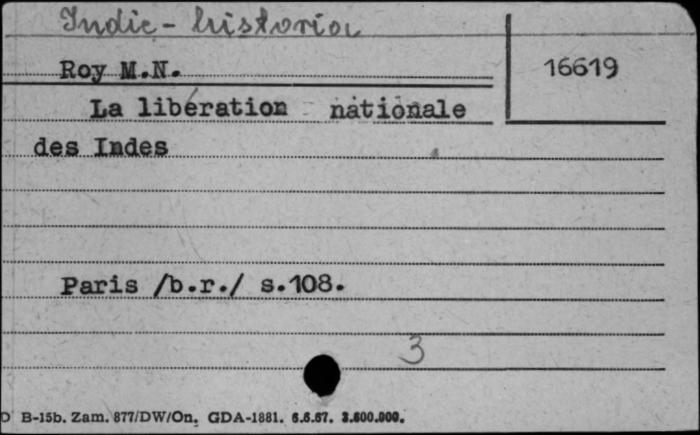 Indie - historia
Roy M.N.
16619
La libération nationale
des Indes
Paris /b.r./ s.108.
3
D B-15b. Zam. 877/DW/On. GDA-1881. 6.6.67. 3.600.000.